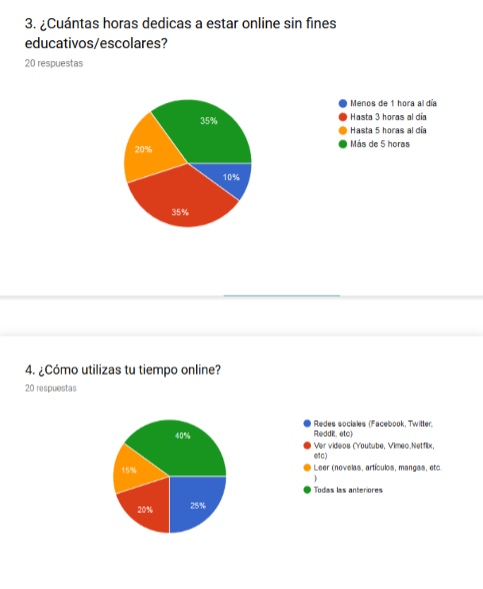 3. ¿Cuántas horas dedicas a estar online sin fines
educativos/escolares?
20 respuestas
Menos de 1 hora al día
Hasta 3 horas al día
Hasta 5 horas al día
Más de 5 horas
35%
20%
10%
35%
4. ¿Cómo utilizas tu tiempo online?
20 respuestas
Redes sociales (Facebook, Twitter,
Reddit, etc)
Ver videos (Youtube, Vimeo,Netflix,
etc)
Leer (novelas, artículos, mangas, etc.
)
Todas las anteriores
40%
15%
20%
25%